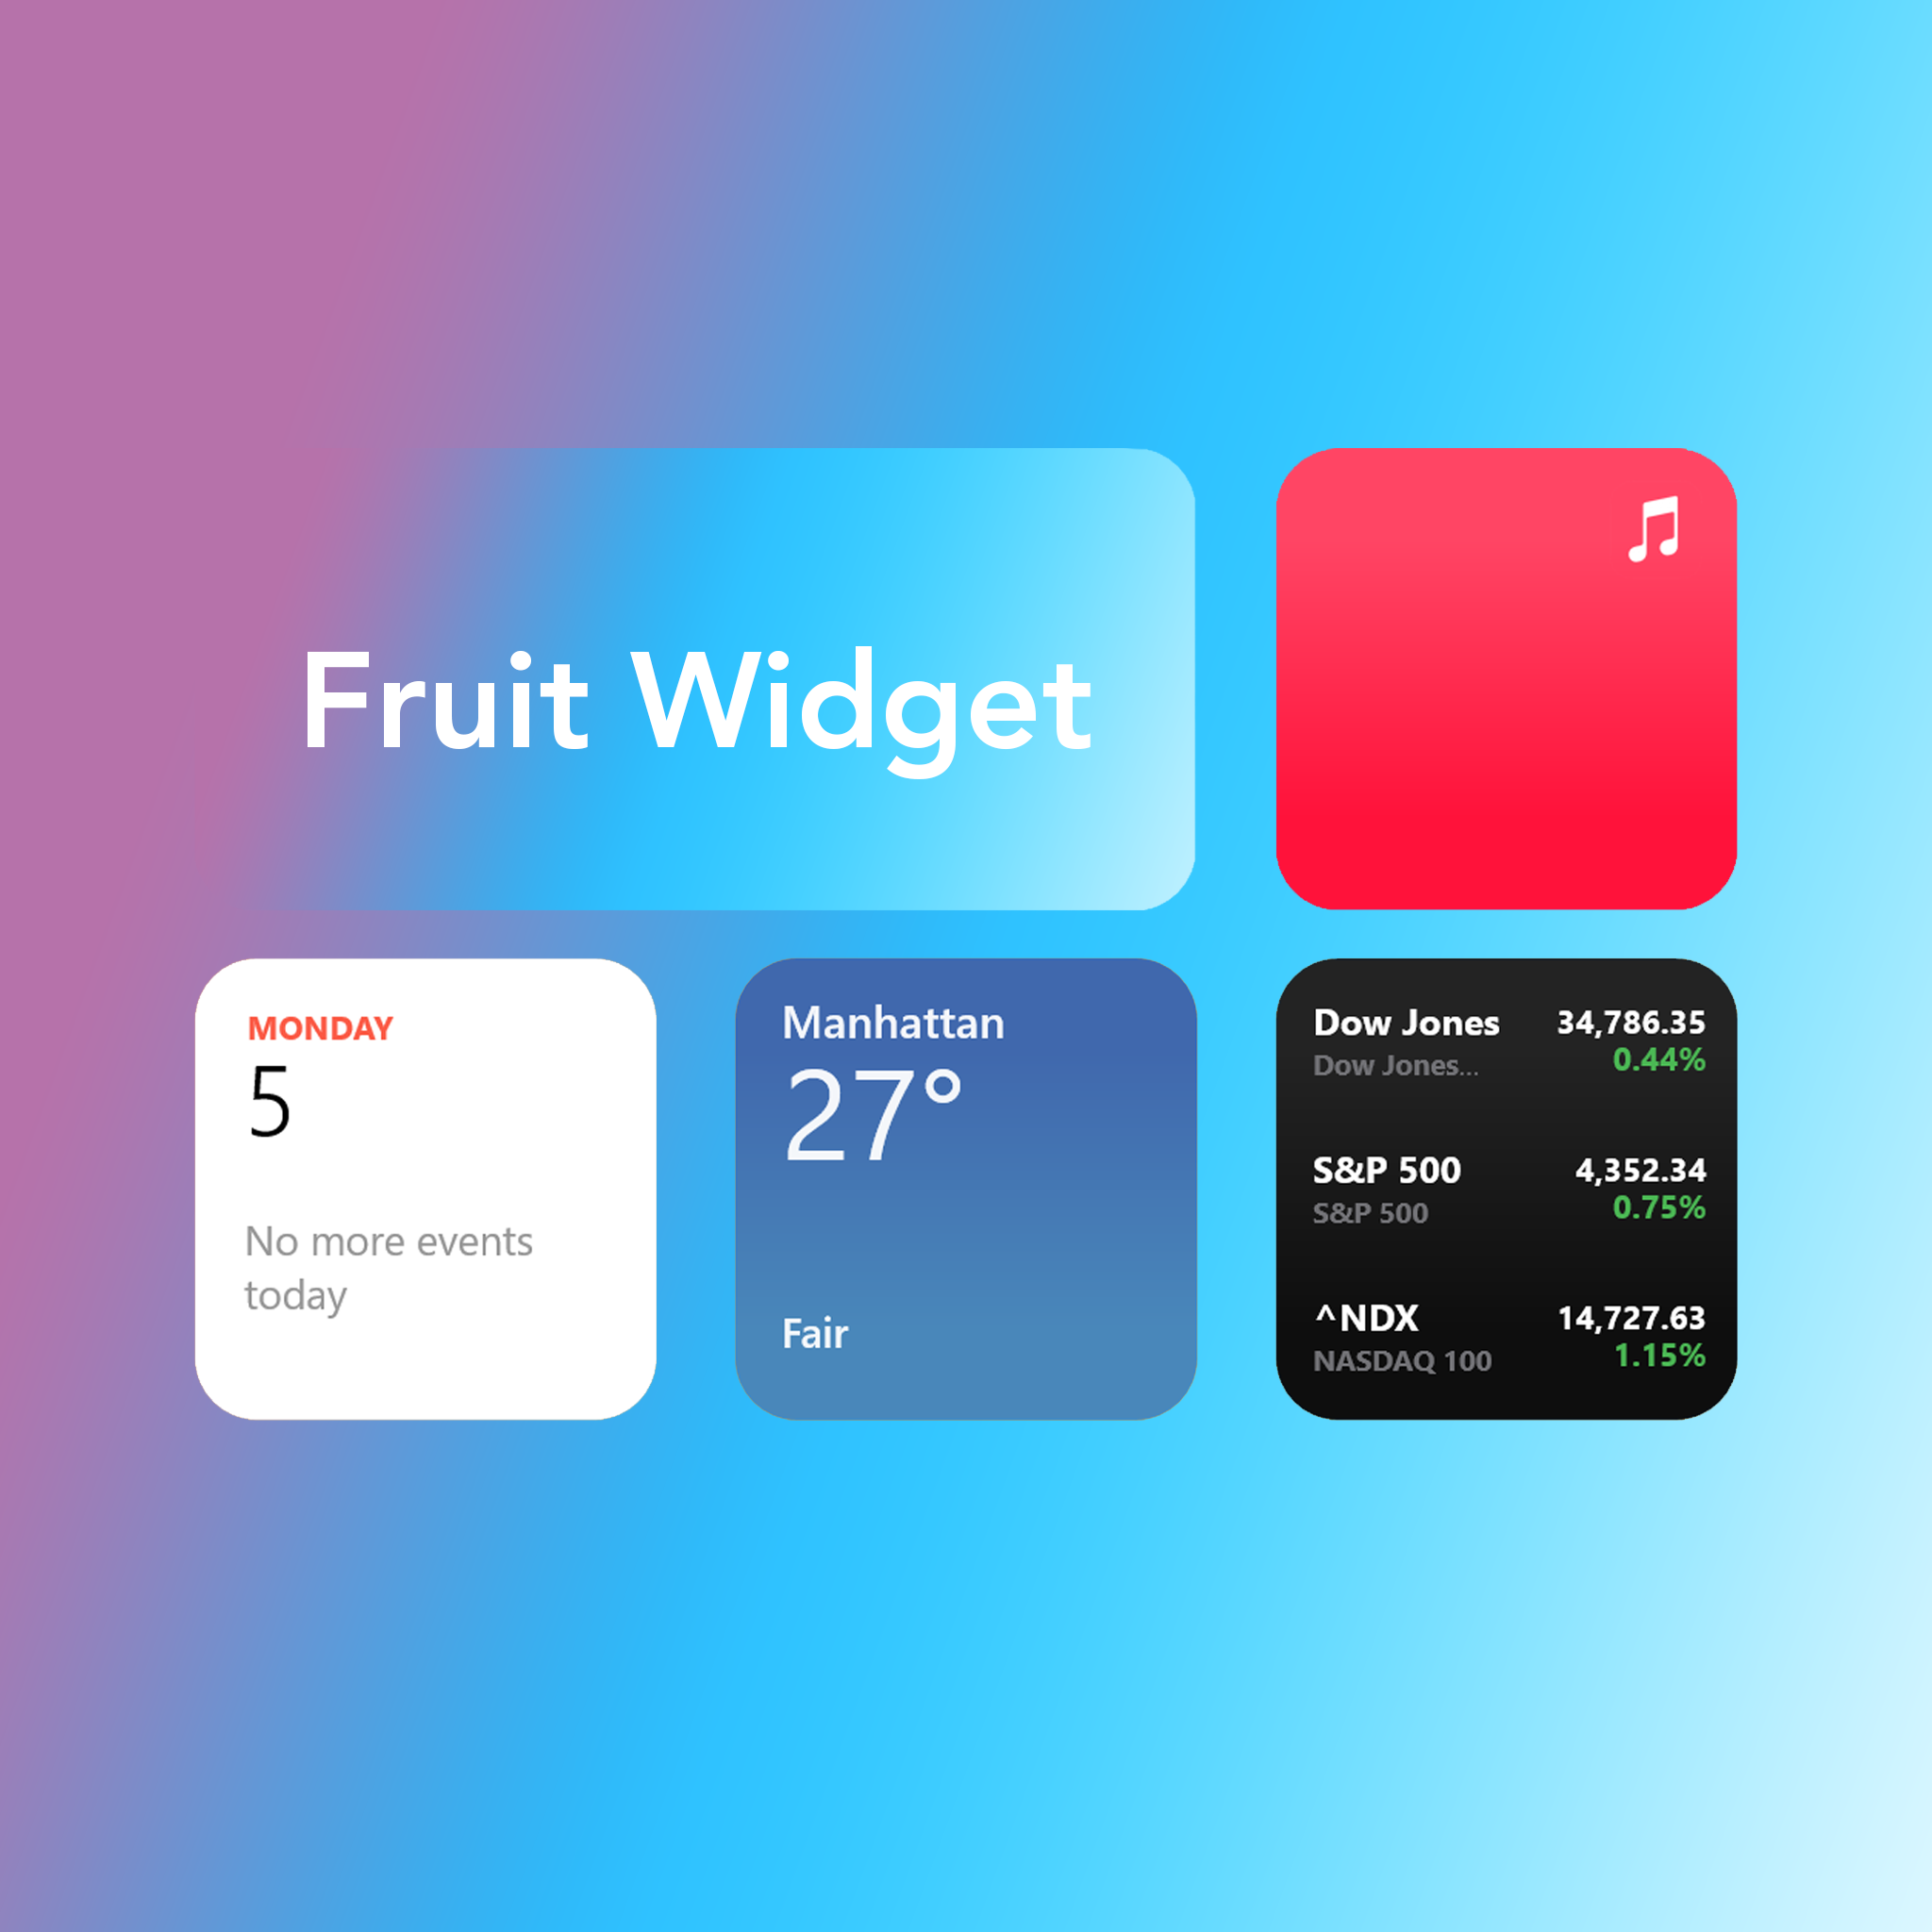 Fruit Widget
MONDAY
5
No more events
today
Manhattan
27°
Fair
Dow Jones 34,786.35
Dow Jones... 0.44%
S&P 500 4,352.34
S&P 500 0.75%
^NDX 14,727.63
NASDAQ 100 1.15%